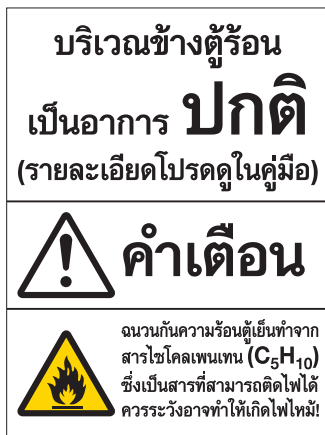 บริเวณข้างตู้ร้อน
เป็นอาการ ปกติ
(รายละเอียดโปรดดูในคู่มือ)
คำเตือน
ฉนวนกันความร้อนตู้เย็นทำจาก
สารไซโคลเพนเทน (C₅H₁₀)
ซึ่งเป็นสารที่สามารถติดไฟได้
ควรระวังอาจทำให้เกิดไฟไหม้!